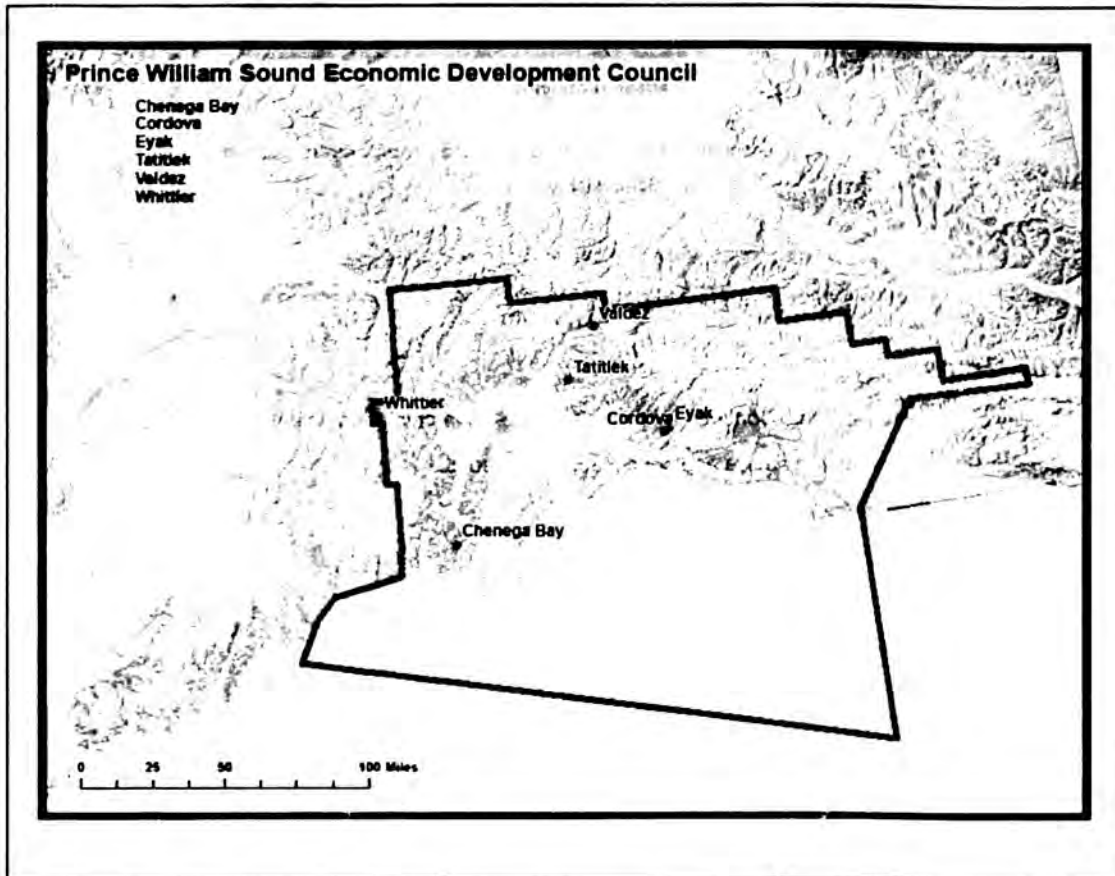 Prince William Sound Economic Development Council
Chenega Bay
Cordova
Eyak
Tatitlek
Valdez
Whittier
Valdez
Tatitlek
Whittier
Cordova
Eyak
Chenega Bay
0 25 50 100 Miles